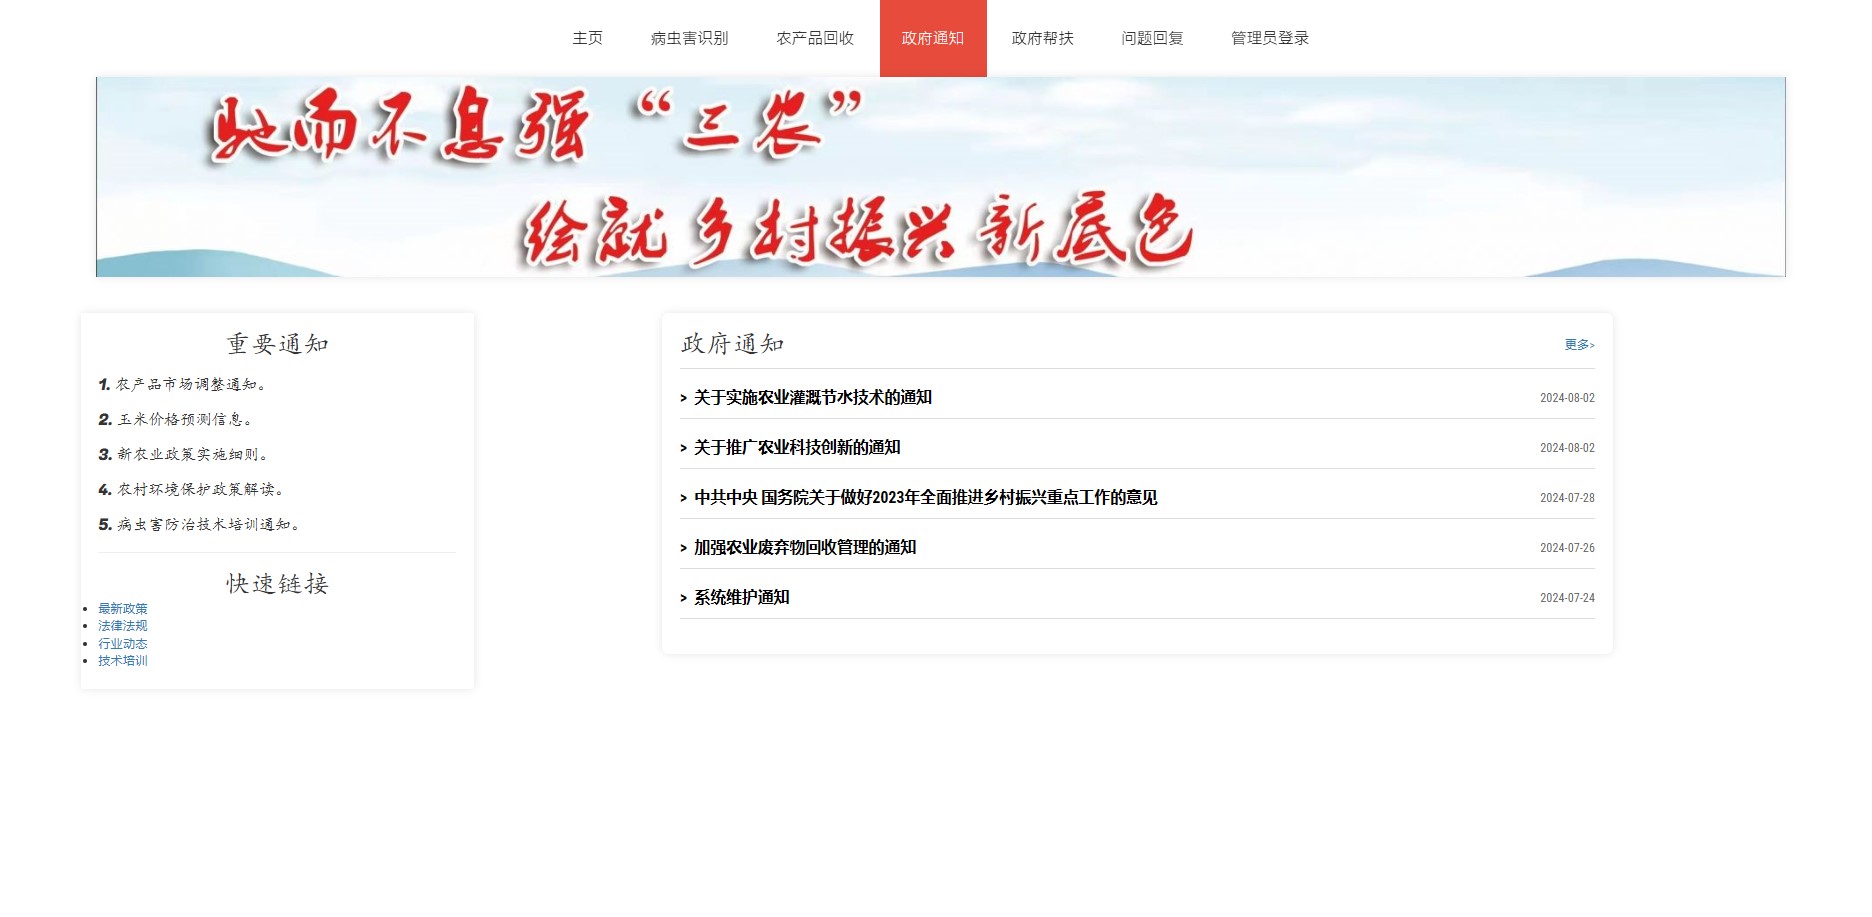 主页 病虫害识别 农产品回收 政府通知 政府帮扶 问题回复 管理员登录
驰而不息强“三农”
绘就乡村振兴新底色
重要通知
1. 农产品市场调整通知。
2. 玉米价格预测信息。
3. 新农业政策实施细则。
4. 农村环境保护政策解读。
5. 病虫害防治技术培训通知。
快速链接
最新政策
法律法规
行业动态
技术培训
政府通知 更多>
> 关于实施农业灌溉节水技术的通知 2024-08-02
> 关于推广农业科技创新的通知 2024-08-02
> 中共中央 国务院关于做好2023年全面推进乡村振兴重点工作的意见 2024-07-28
> 加强农业废弃物回收管理的通知 2024-07-26
> 系统维护通知 2024-07-24